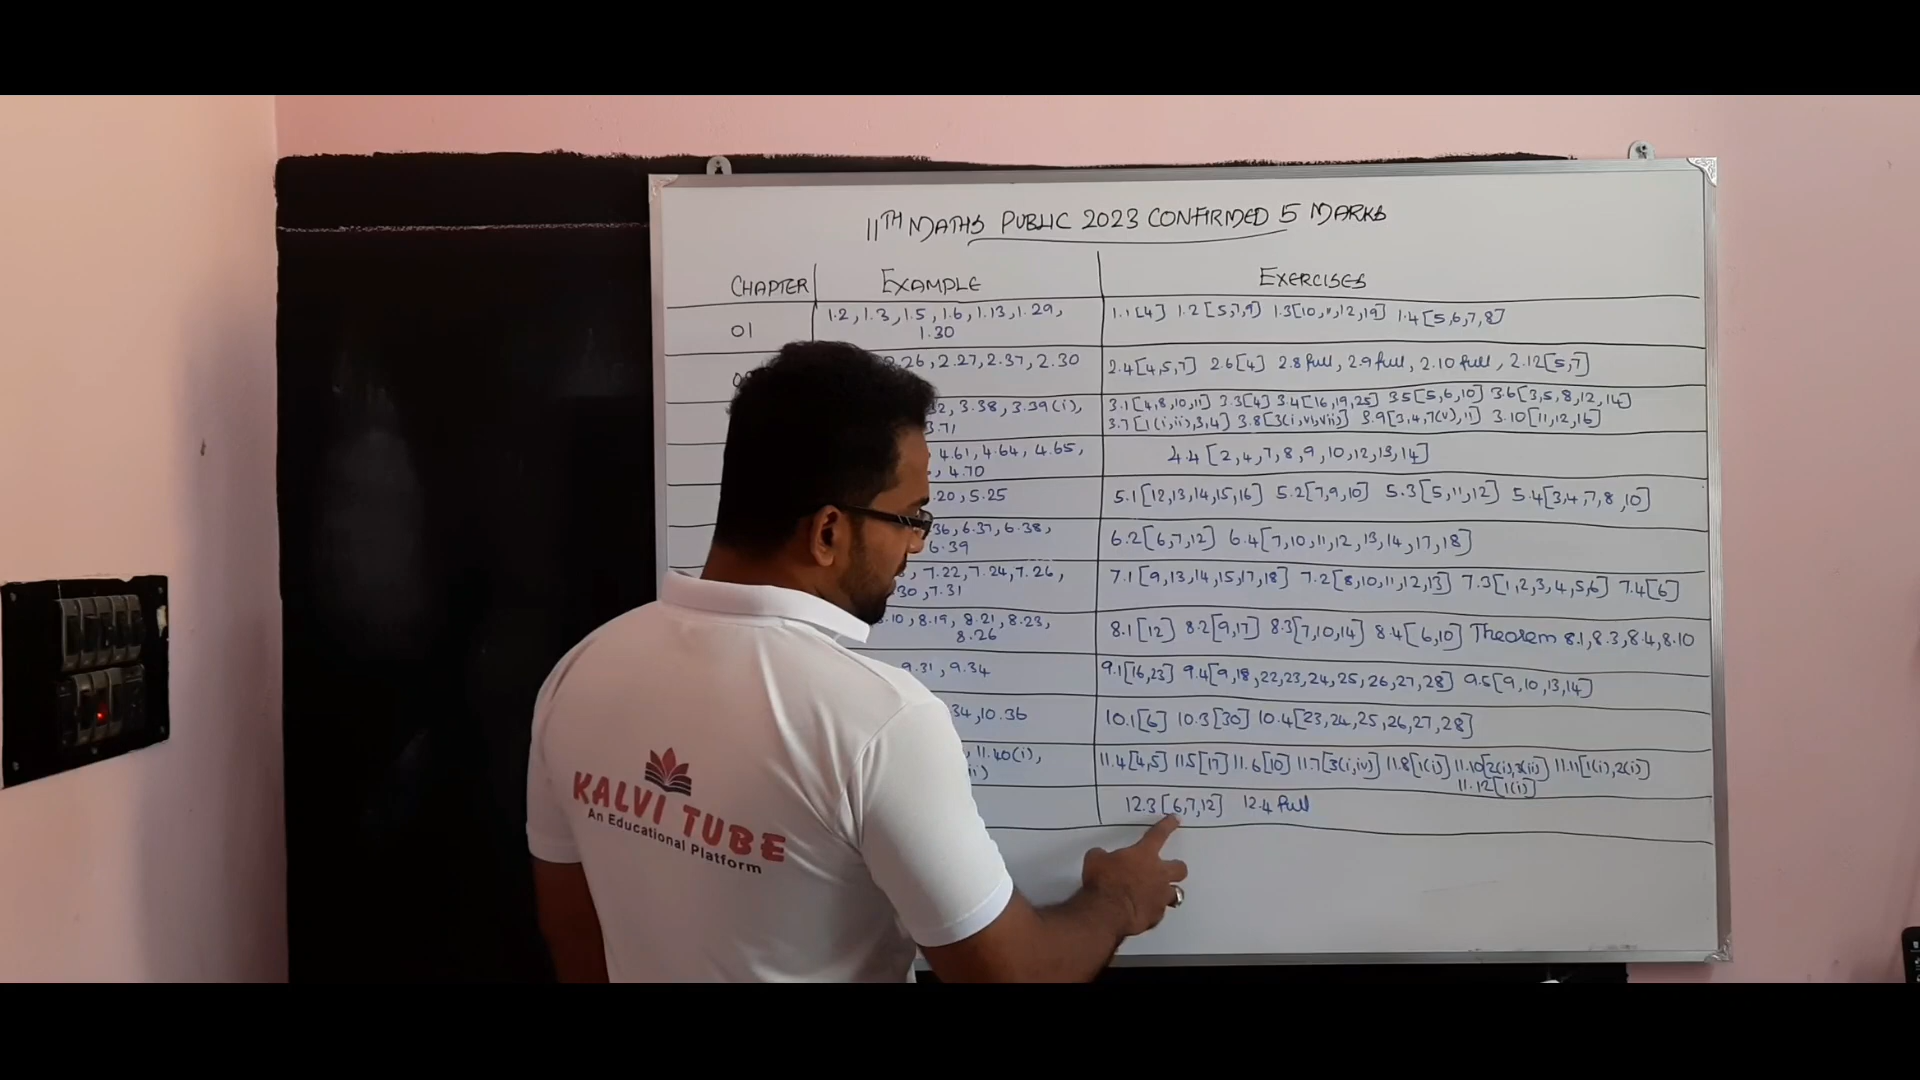 11TH MATHS PUBLIC 2023 CONFIRMED 5 MARKS
CHAPTER EXAMPLE EXERCISES
01 1.2, 1.3, 1.5, 1.6, 1.13, 1.29, 1.1[4] 1.2[5,7,9] 1.3[10,v,12,19] 1.4[5,6,7,8]
1.30
.26, 2.27, 2.37, 2.30 2.4[4,5,7] 2.6[4] 2.8 full, 2.9 full, 2.10 full, 2.12[5,7]
3.38, 3.39(i), 3.1[4,8,10,11] 3.3[4] 3.4[16,19,25] 3.5[5,6,10] 3.6[3,5,8,12,14]
3.71 3.7[1(i,ii),3,4] 3.8[3(i,vi,vii)] 3.9[3,4,7(v),11] 3.10[11,12,16]
4.61, 4.64, 4.65, 4.4[2,4,7,8,9,10,12,13,14]
4.70
.20, 5.25 5.1[12,13,14,15,16] 5.2[7,9,10] 5.3[5,11,12] 5.4[3,4,7,8,10]
36, 6.37, 6.38, 6.2[6,7,12] 6.4[7,10,11,12,13,14,17,18]
6.39
, 7.22, 7.24, 7.26, 7.1[9,13,14,15,17,18] 7.2[8,10,11,12,13] 7.3[1,2,3,4,5,6] 7.4[6]
30, 7.31
.10, 8.19, 8.21, 8.23, 8.1[12] 8.2[9,17] 8.3[7,10,14] 8.4[6,10] Theorem 8.1,8.3,8.4,8.10
8.26
9.31, 9.34 9.1[16,23] 9.4[9,18,22,23,24,25,26,27,28] 9.5[9,10,13,14]
34, 10.36 10.1[6] 10.3[30] 10.4[23,24,25,26,27,28]
, 11.40(i), 11.4[4,5] 11.5[17] 11.6[10] 11.7[3(i,iv)] 11.8[1(i)] 11.10[2(i),3(ii)] 11.11[1(i),2(i)]
11.12[1(i)]
12.3[6,7,12] 12.4 full
KALVI TUBE
An Educational Platform